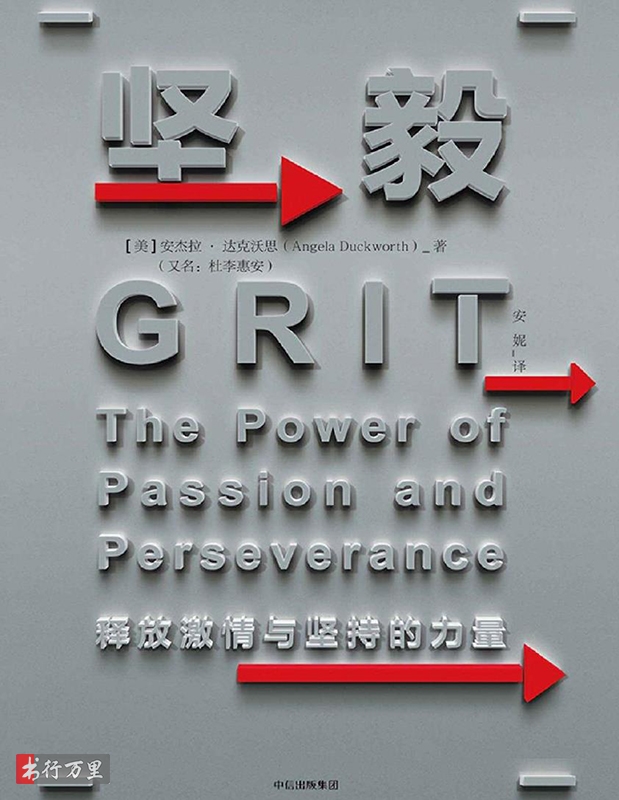 坚毅
[美]安杰拉·达克沃思(Angela Duckworth)_著
(又名：杜李惠安)
GRIT
安妮_译
The Power of
Passion and
Perseverance
释放激情与坚持的力量
书行万里
中信出版集团